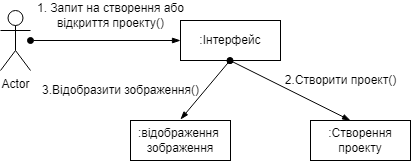 1. Запит на створення або
відкриття проекту()
:Інтерфейс
Actor
3.Відобразити зображення()
2.Створити проект()
:відображення
зображення
:Створення
проекту